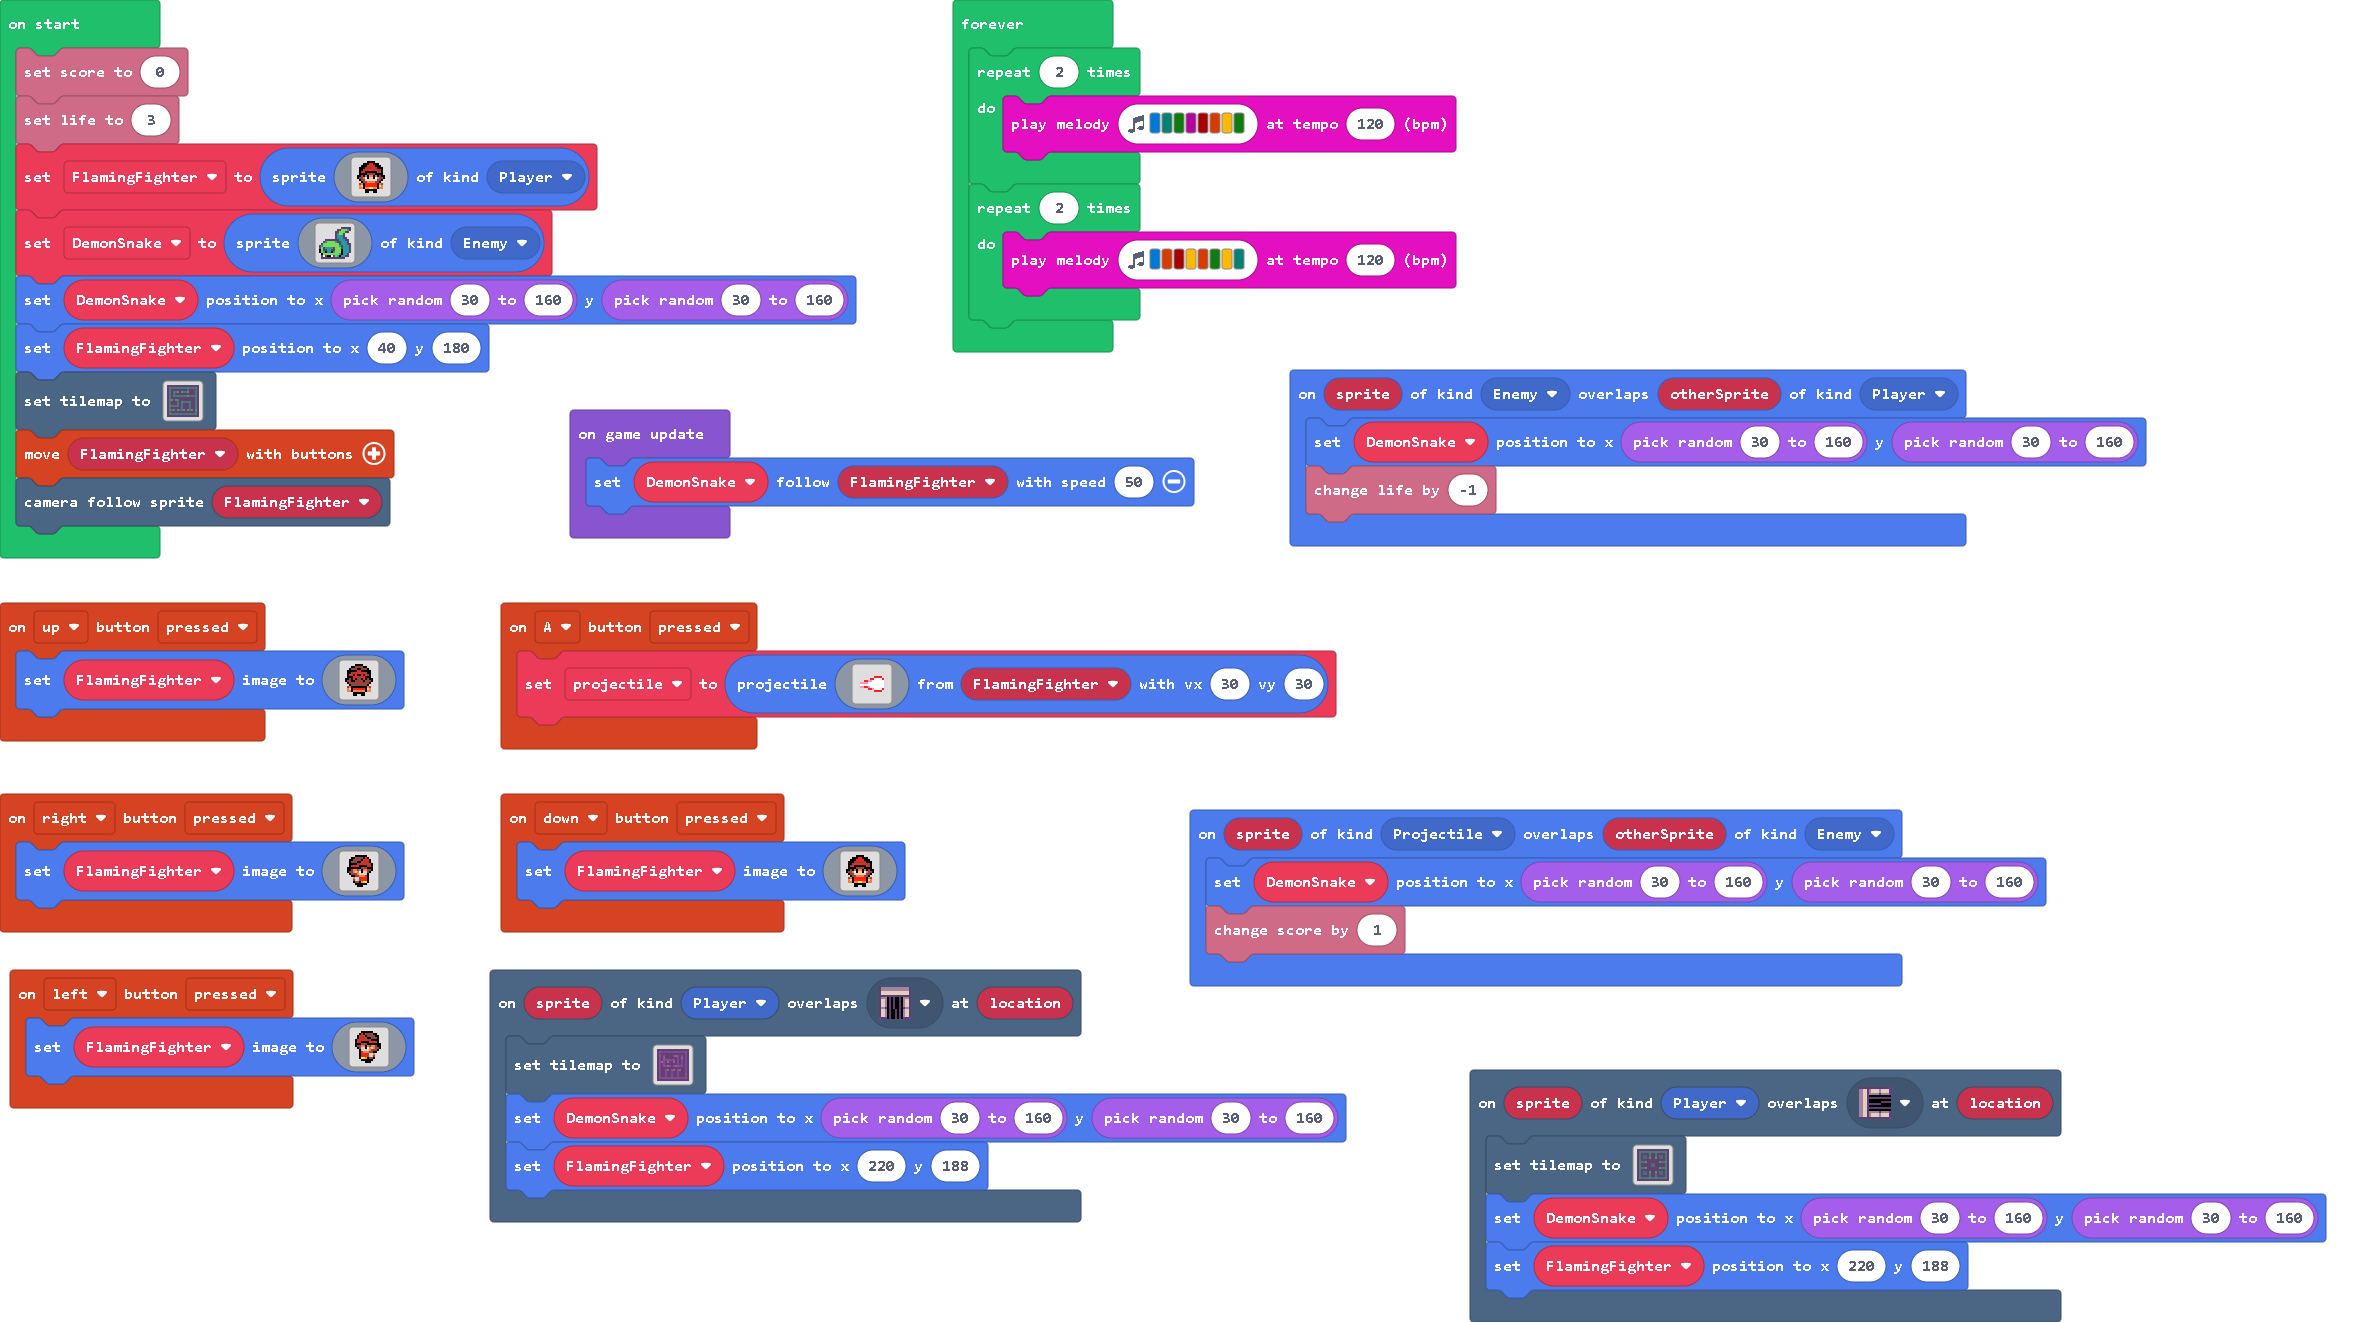 on start
set score to 0
set life to 3
set FlamingFighter to sprite of kind Player
set DemonSnake to sprite of kind Enemy
set DemonSnake position to x pick random 30 to 160 y pick random 30 to 160
set FlamingFighter position to x 40 y 180
set tilemap to
move FlamingFighter with buttons
camera follow sprite FlamingFighter
forever
repeat 2 times
do
play melody at tempo 120 (bpm)
repeat 2 times
do
play melody at tempo 120 (bpm)
on game update
set DemonSnake follow FlamingFighter with speed 50
on sprite of kind Enemy overlaps otherSprite of kind Player
set DemonSnake position to x pick random 30 to 160 y pick random 30 to 160
change life by -1
on up button pressed
set FlamingFighter image to
on A button pressed
set projectile to projectile from FlamingFighter with vx 30 vy 30
on right button pressed
set FlamingFighter image to
on down button pressed
set FlamingFighter image to
on sprite of kind Projectile overlaps otherSprite of kind Enemy
set DemonSnake position to x pick random 30 to 160 y pick random 30 to 160
change score by 1
on left button pressed
set FlamingFighter image to
on sprite of kind Player overlaps at location
set tilemap to
set DemonSnake position to x pick random 30 to 160 y pick random 30 to 160
set FlamingFighter position to x 220 y 188
on sprite of kind Player overlaps at location
set tilemap to
set DemonSnake position to x pick random 30 to 160 y pick random 30 to 160
set FlamingFighter position to x 220 y 188